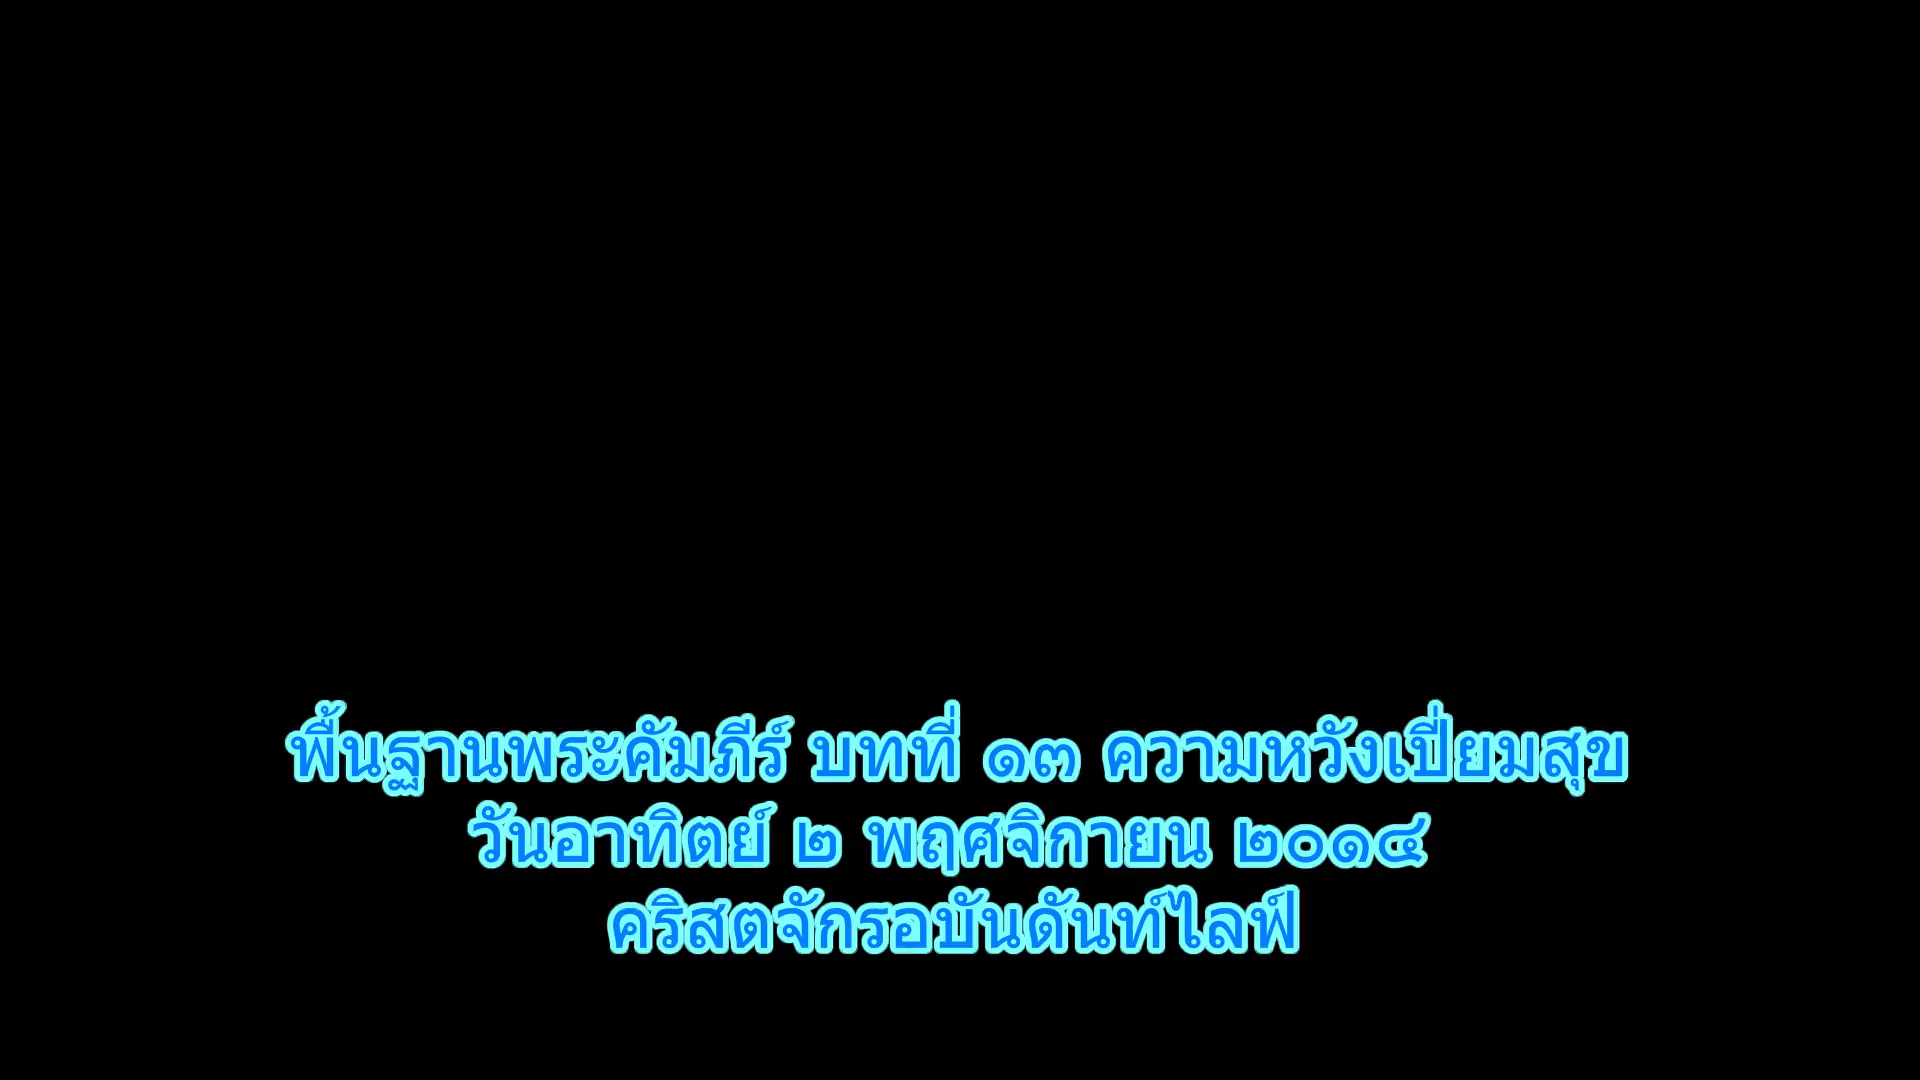 พื้นฐานพระคัมภีร์ บทที่ ๑๓ ความหวังเปี่ยมสุข
วันอาทิตย์ ๒ พฤศจิกายน ๒๐๑๔
คริสตจักรอบันดันท์ไลฟ์